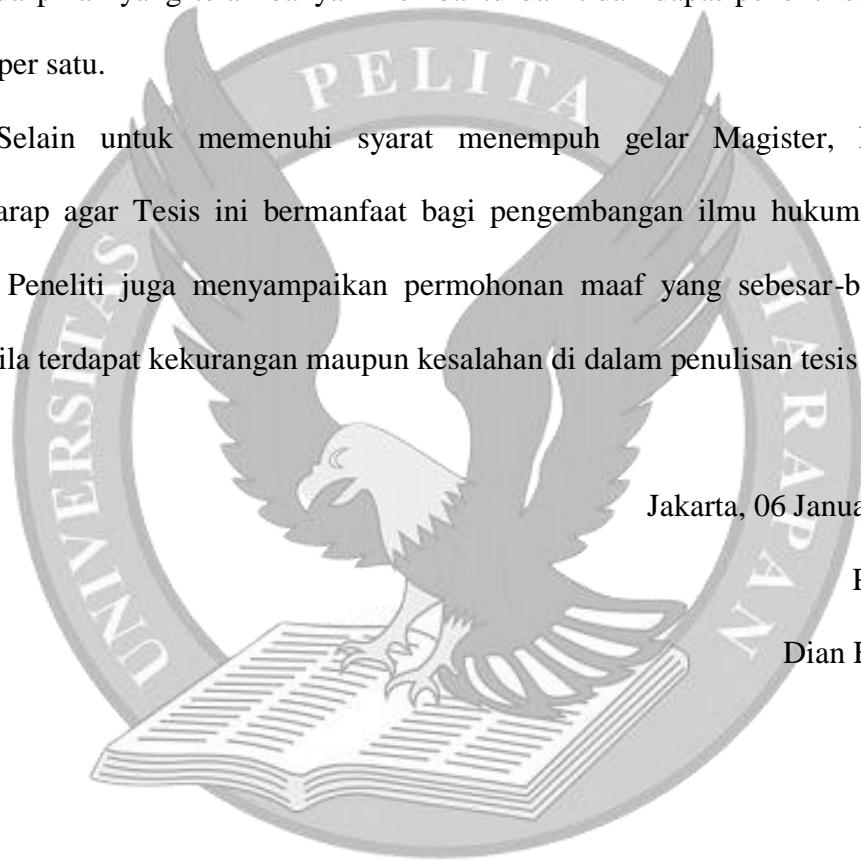 yang
per satu.
Selain untuk memenuhi syarat menempuh gelar Magister,
arap agar Tesis ini bermanfaat bagi pengembangan ilmu hukum
Peneliti juga menyampaikan permohonan maaf yang sebesar-b
ila terdapat kekurangan maupun kesalahan di dalam penulisan tesis
Jakarta, 06 Janua
Dian
UNIVERSITAS PELITA HARAPAN